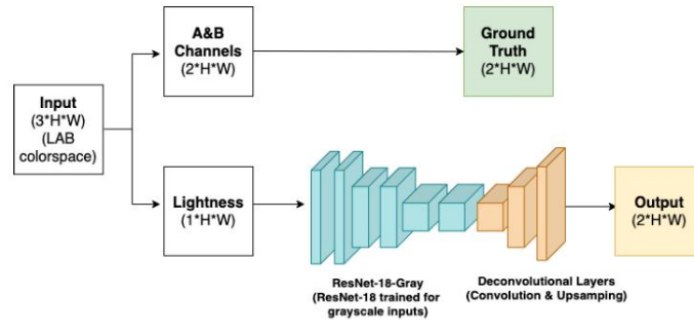 A&B
Channels
(2*H*W)
Ground
Truth
(2*H*W)
Input
(3*H*W)
(LAB
colorspace)
Lightness
(1*H*W)
Output
(2*H*W)
ResNet-18-Gray
(ResNet-18 trained for
grayscale inputs)
Deconvolutional Layers
(Convolution & Upsamping)